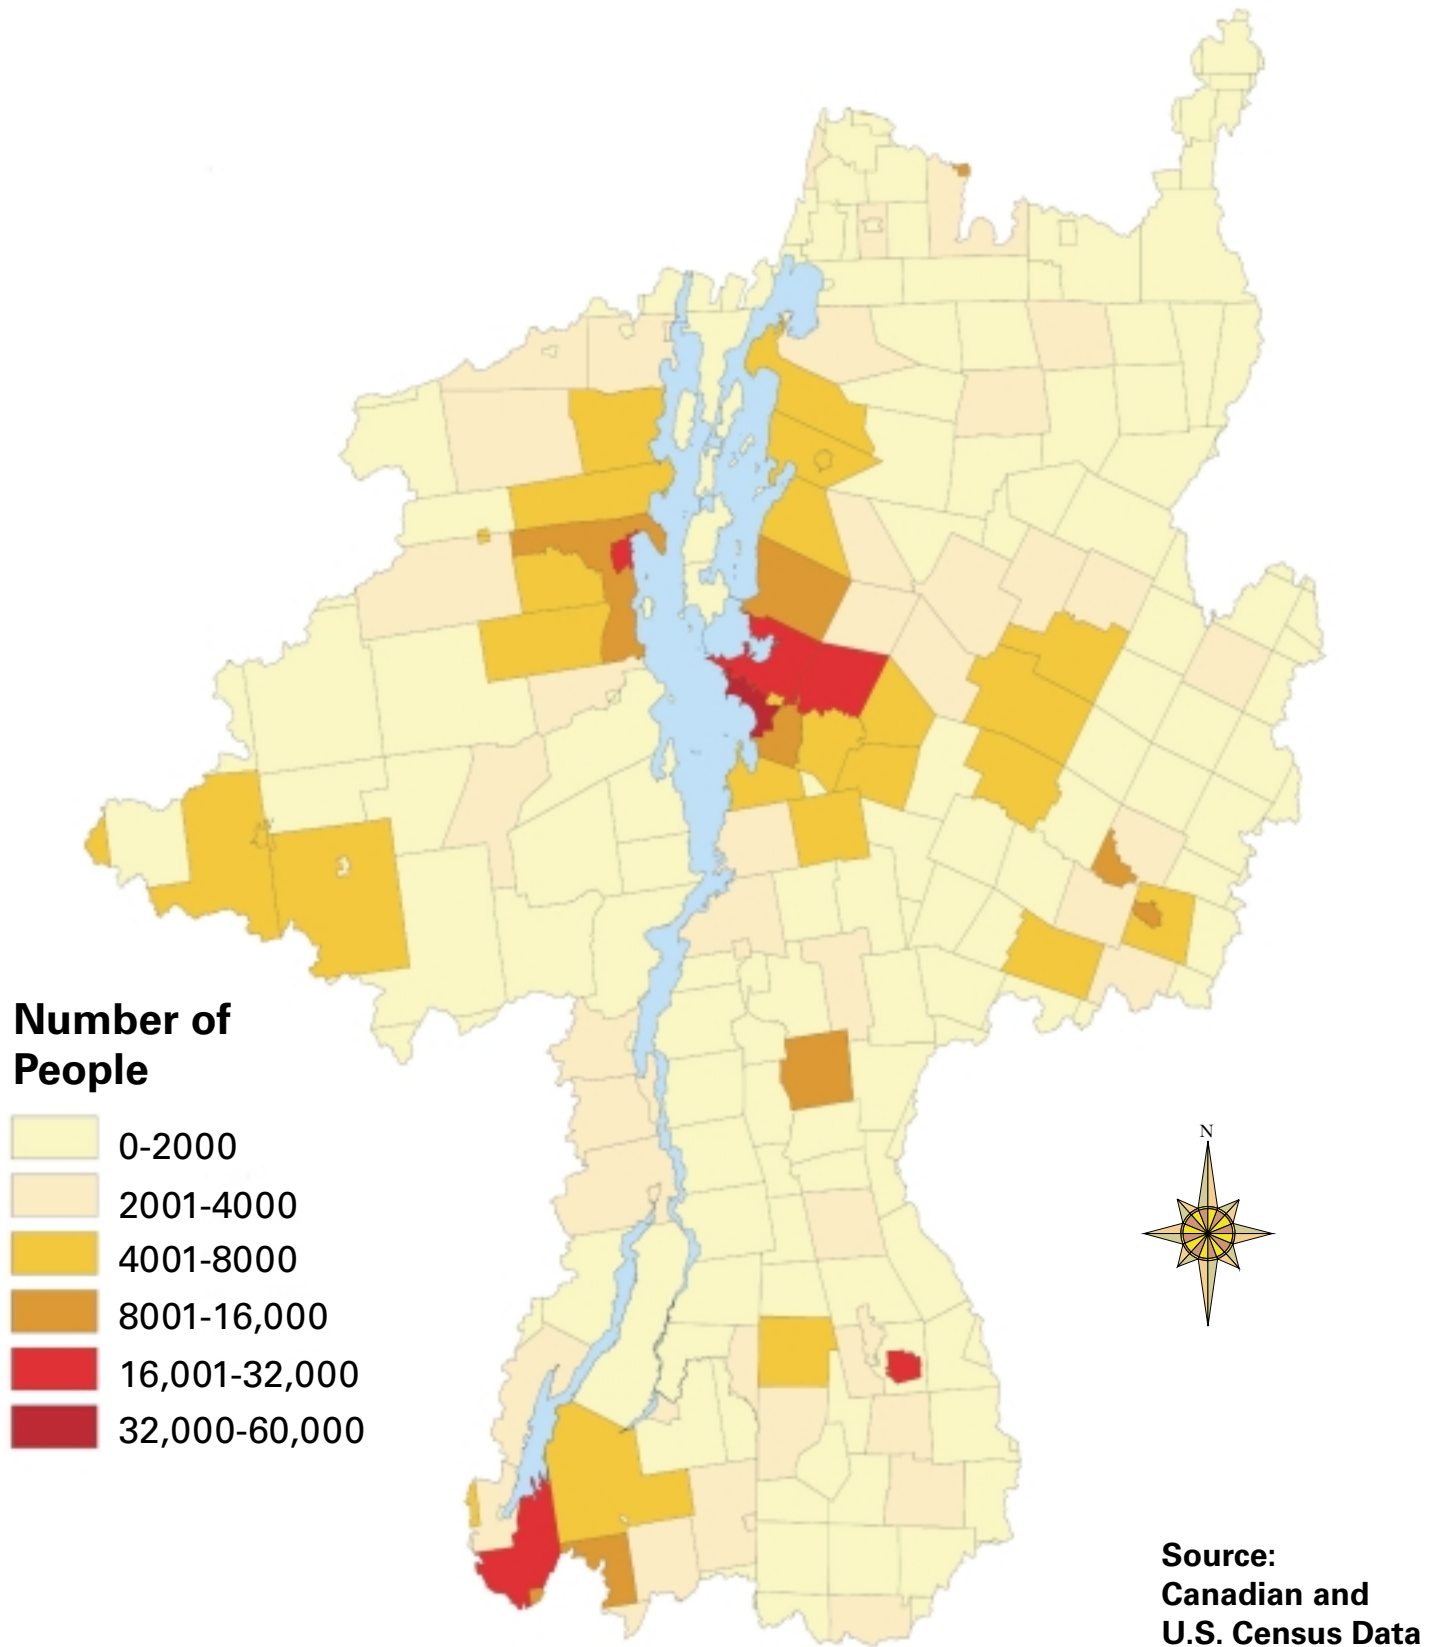 Number of
People
0-2000
2001-4000
4001-8000
8001-16,000
16,001-32,000
32,000-60,000
N
Source:
Canadian and
U.S. Census Data